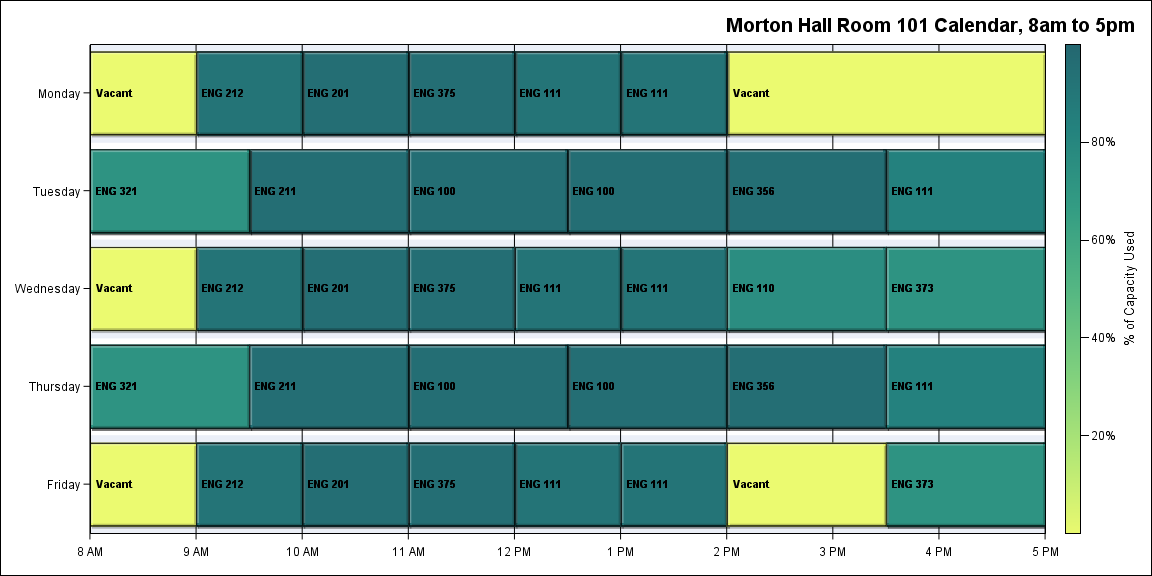 Morton Hall Room 101 Calendar, 8am to 5pm
Monday Vacant ENG 212 ENG 201 ENG 375 ENG 111 ENG 111 Vacant
80%
Tuesday ENG 321 ENG 211 ENG 100 ENG 100 ENG 356 ENG 111
60%
% of Capacity Used
Wednesday Vacant ENG 212 ENG 201 ENG 375 ENG 111 ENG 111 ENG 110 ENG 373
40%
Thursday ENG 321 ENG 211 ENG 100 ENG 100 ENG 356 ENG 111
20%
Friday Vacant ENG 212 ENG 201 ENG 375 ENG 111 ENG 111 Vacant ENG 373
8 AM 9 AM 10 AM 11 AM 12 PM 1 PM 2 PM 3 PM 4 PM 5 PM